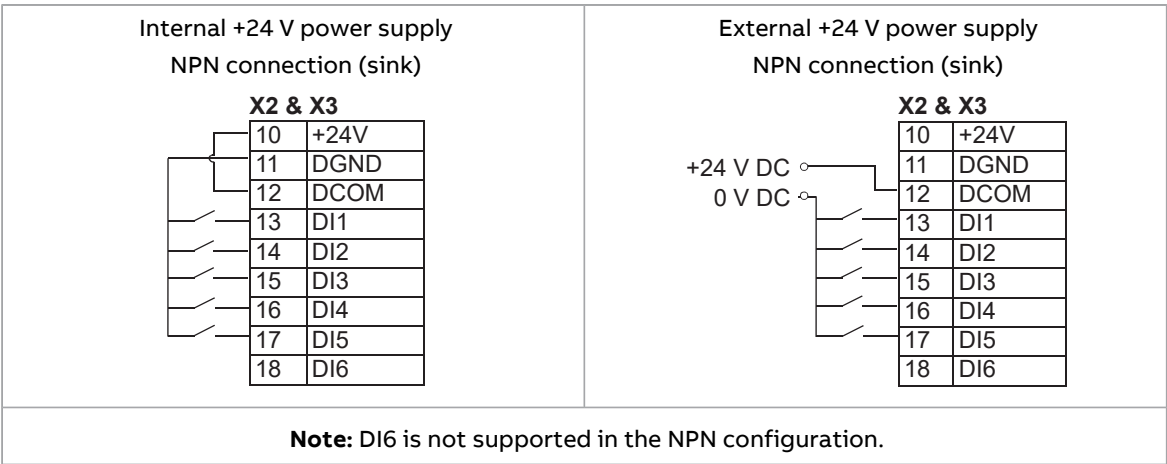 Internal +24 V power supply
NPN connection (sink)
X2 & X3
10 +24V
11 DGND
12 DCOM
13 DI1
14 DI2
15 DI3
16 DI4
17 DI5
18 DI6
External +24 V power supply
NPN connection (sink)
X2 & X3
10 +24V
+24 V DC 11 DGND
0 V DC 12 DCOM
13 DI1
14 DI2
15 DI3
16 DI4
17 DI5
18 DI6
Note: DI6 is not supported in the NPN configuration.